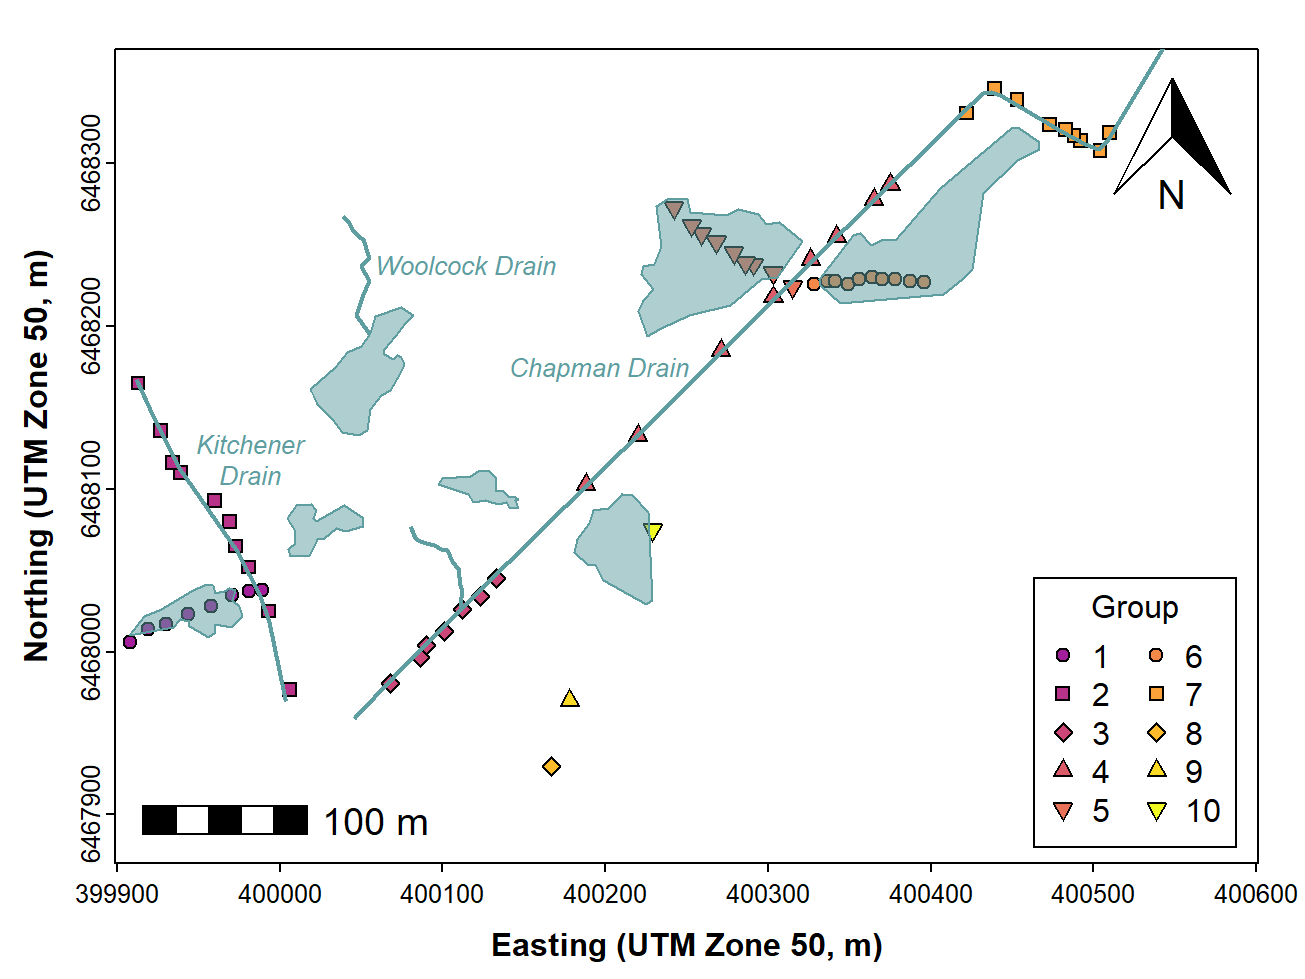 Northing (UTM Zone 50, m)
6468300
6468200
6468100
6468000
6467900
N
Woolcock Drain
Chapman Drain
Kitchener
Drain
Group
1 6
2 7
3 8
4 9
5 10
100 m
399900 400000 400100 400200 400300 400400 400500 400600
Easting (UTM Zone 50, m)